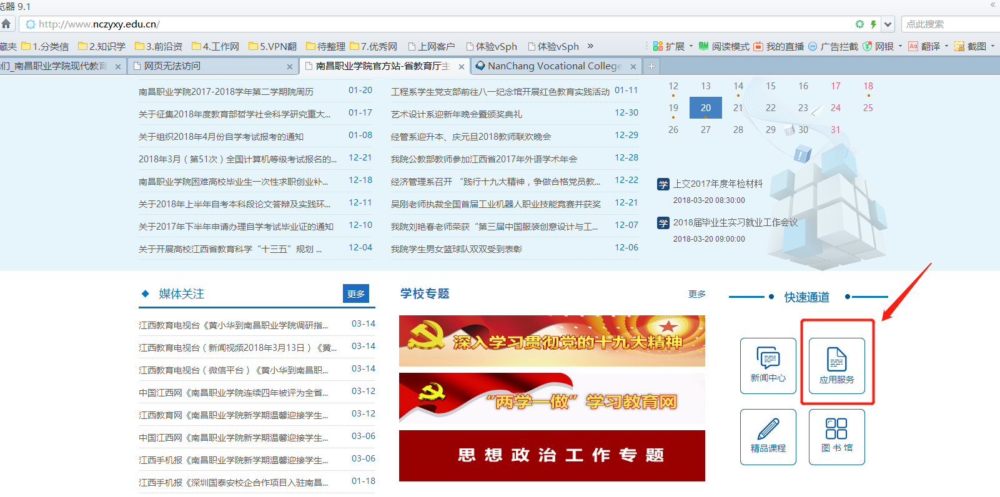 览器 9.1
http://www.nczyxy.edu.cn/
点此搜索
藏夹 1.分类信 2.知识学 3.前沿资 4.工作网 5.VPN翻 待整理 7.优秀网 上网客户 体验vSph 体验vSph »
扩展 阅读模式 我的直播 广告拦截 网银 翻译 截图
们_南昌职业学院现代教育
网页无法访问
南昌职业学院官方站-省教育厅主
NanChang Vocational College
南昌职业学院2017-2018学年第二学期院周历 01-20
关于征集2018年度教育部哲学社会科学研究重大... 01-17
关于组织2018年4月份自学考试报考的通知 01-08
2018年3月（第51次）全国计算机等级考试报名的... 12-21
南昌职业学院困难高校毕业生一次性求职创业补... 12-18
关于2018年上半年自考本科段论文答辩及实践环... 12-11
关于2017年下半年申请办理自学考试毕业证的通知 12-10
关于开展高校江西省教育科学“十三五”规划 ... 12-04
工程系学生党支部前往八一纪念馆开展红色教育实践活动 01-11
艺术设计系迎新年晚会暨颁奖典礼 12-30
经管系迎升本、庆元旦2018教师联欢晚会 12-29
我院公教部教师参加江西省2017年外语学术年会 12-28
经济管理系召开 “践行十九大精神，争做合格党员教... 12-22
吴刚老师执裁全国首届工业机器人职业技能竞赛并获奖 12-21
我院刘艳春老师荣获“第三届中国服装创意设计与工... 12-07
我院学生男女篮球队双双受到表彰 12-06
12 13 14 15 16 17 18
19 20 21 22 23 24 25
26 27 28 29 30 31
学 上交2017年度年检材料
2018-03-20 08:30:00
学 2018届毕业生实习就业工作会议
2018-03-20 09:00:00
媒体关注 更多
江西教育电视台《黄小华到南昌职业学院调研指... 03-14
江西教育电视台（新闻视频2018年3月13日）《黄... 03-14
江西教育电视台（微信平台）《黄小华到南昌职... 03-14
中国江西网《南昌职业学院连续四年被评为全省... 03-12
江西教育网《南昌职业学院新学期温馨迎接学生... 03-12
中国江西网《南昌职业学院新学期温馨迎接学生... 03-06
江西手机报《南昌职业学院新学期温馨迎接学生... 03-06
江西手机报《深圳国泰安校企合作项目入驻南昌... 01-18
学校专题 更多
深入学习贯彻党的十九大精神
“两学一做”学习教育网
思想政治工作专题
快速通道
新闻中心
应用服务
精品课程
图 书 馆